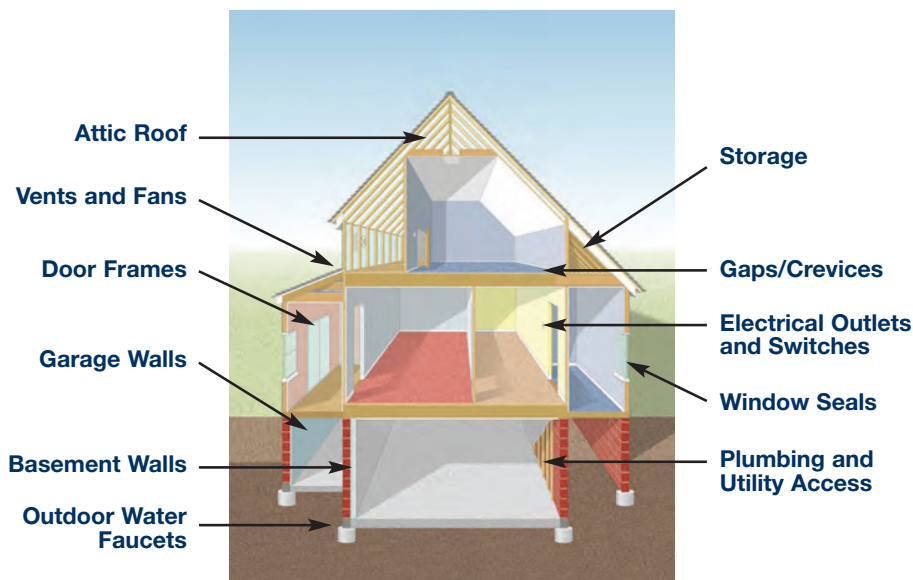 Attic Roof
Vents and Fans
Door Frames
Garage Walls
Basement Walls
Outdoor Water
Faucets
Storage
Gaps/Crevices
Electrical Outlets
and Switches
Window Seals
Plumbing and
Utility Access